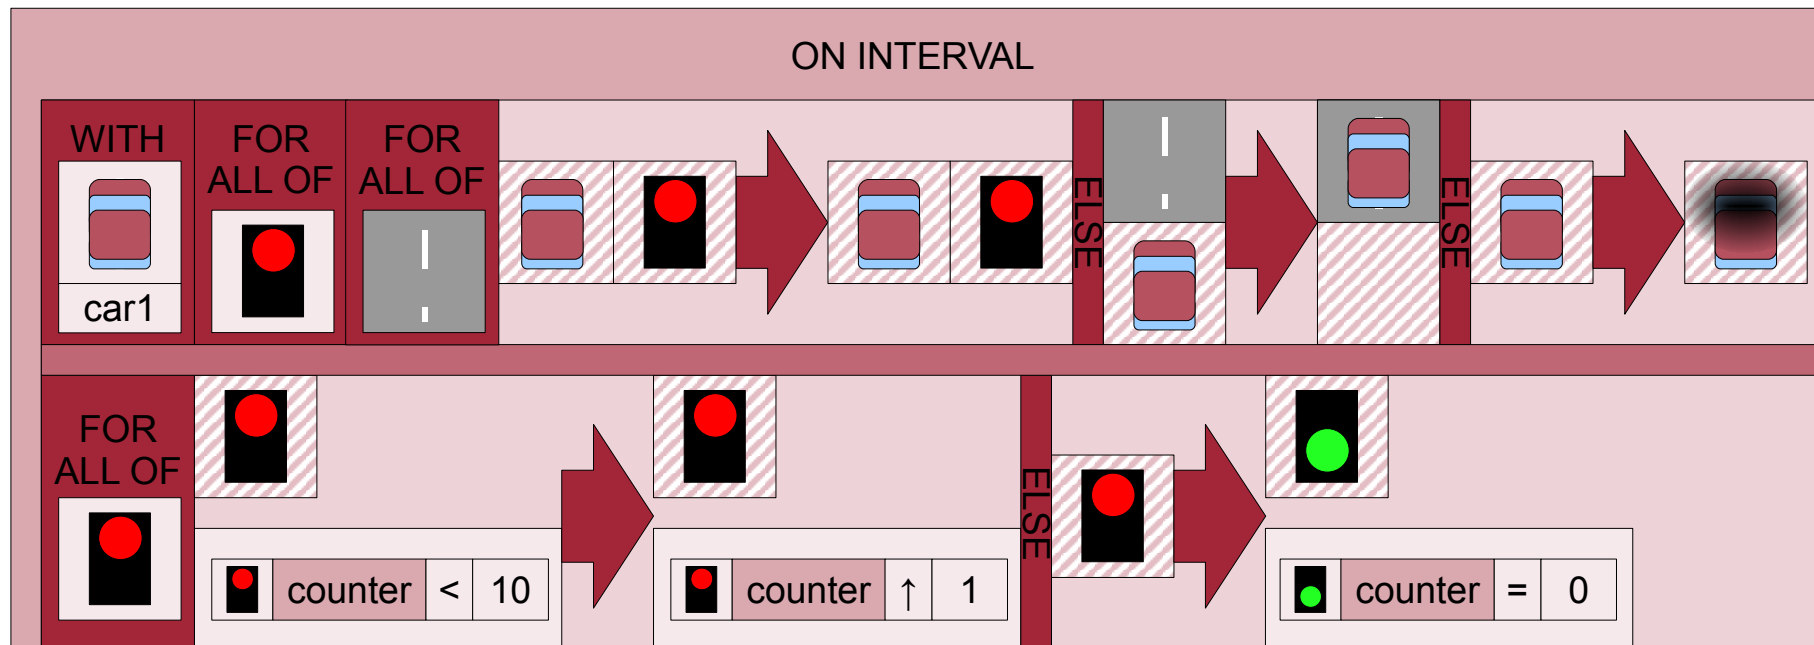 ON INTERVAL
WITH
car1
FOR
ALL OF
FOR
ALL OF
ELSE
ELSE
FOR
ALL OF
counter < 10
counter ↑ 1
ELSE
counter = 0